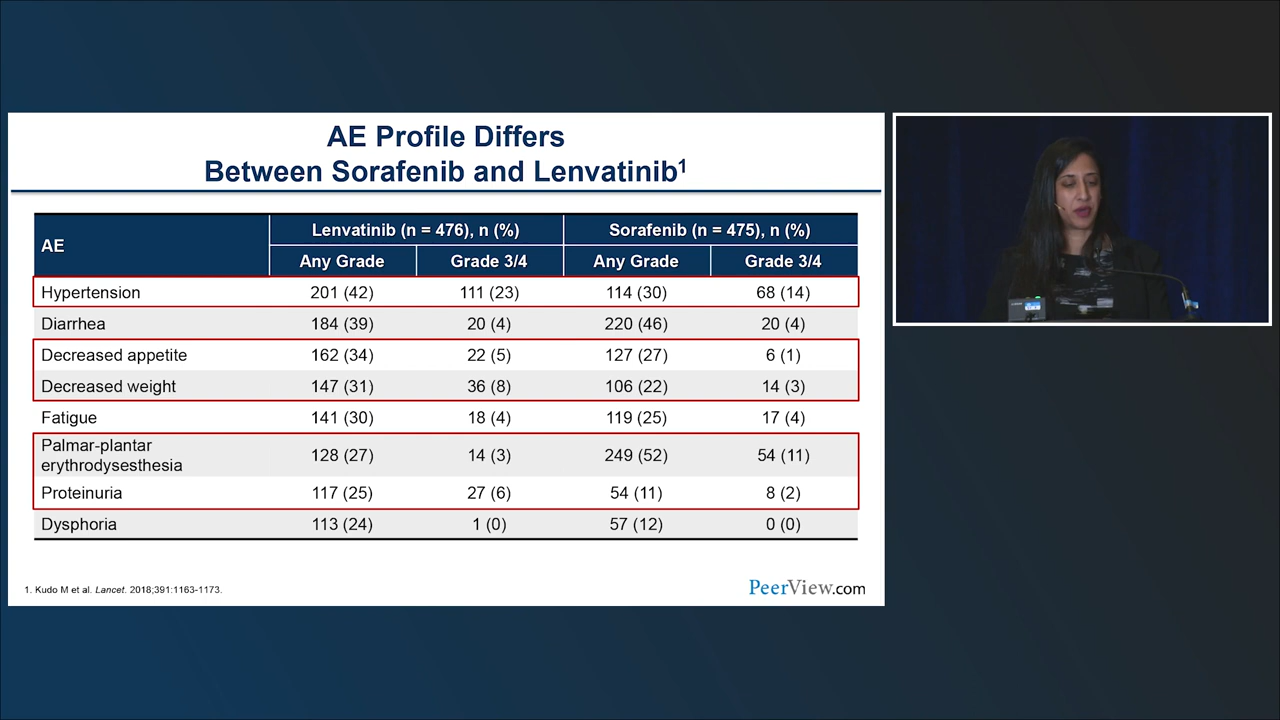 AE Profile Differs
Between Sorafenib and Lenvatinib¹
AE
Lenvatinib (n = 476), n (%)
Sorafenib (n = 475), n (%)
Any Grade
Grade 3/4
Any Grade
Grade 3/4
Hypertension 201 (42) 111 (23) 114 (30) 68 (14)
Diarrhea 184 (39) 20 (4) 220 (46) 20 (4)
Decreased appetite 162 (34) 22 (5) 127 (27) 6 (1)
Decreased weight 147 (31) 36 (8) 106 (22) 14 (3)
Fatigue 141 (30) 18 (4) 119 (25) 17 (4)
Palmar-plantar
erythrodysesthesia 128 (27) 14 (3) 249 (52) 54 (11)
Proteinuria 117 (25) 27 (6) 54 (11) 8 (2)
Dysphoria 113 (24) 1 (0) 57 (12) 0 (0)
1. Kudo M et al. Lancet. 2018;391:1163-1173.
PeerView.com